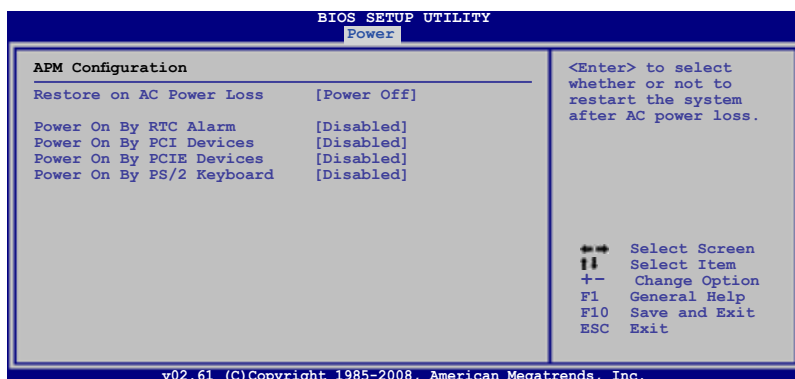 BIOS SETUP UTILITY
Power
APM Configuration
Restore on AC Power Loss [Power Off]
Power On By RTC Alarm [Disabled]
Power On By PCI Devices [Disabled]
Power On By PCIE Devices [Disabled]
Power On By PS/2 Keyboard [Disabled]
<Enter> to select
whether or not to
restart the system
after AC power loss.
←→ Select Screen
↑↓ Select Item
+- Change Option
F1 General Help
F10 Save and Exit
ESC Exit
v02.61 (C)Copyright 1985-2008, American Megatrends, Inc.